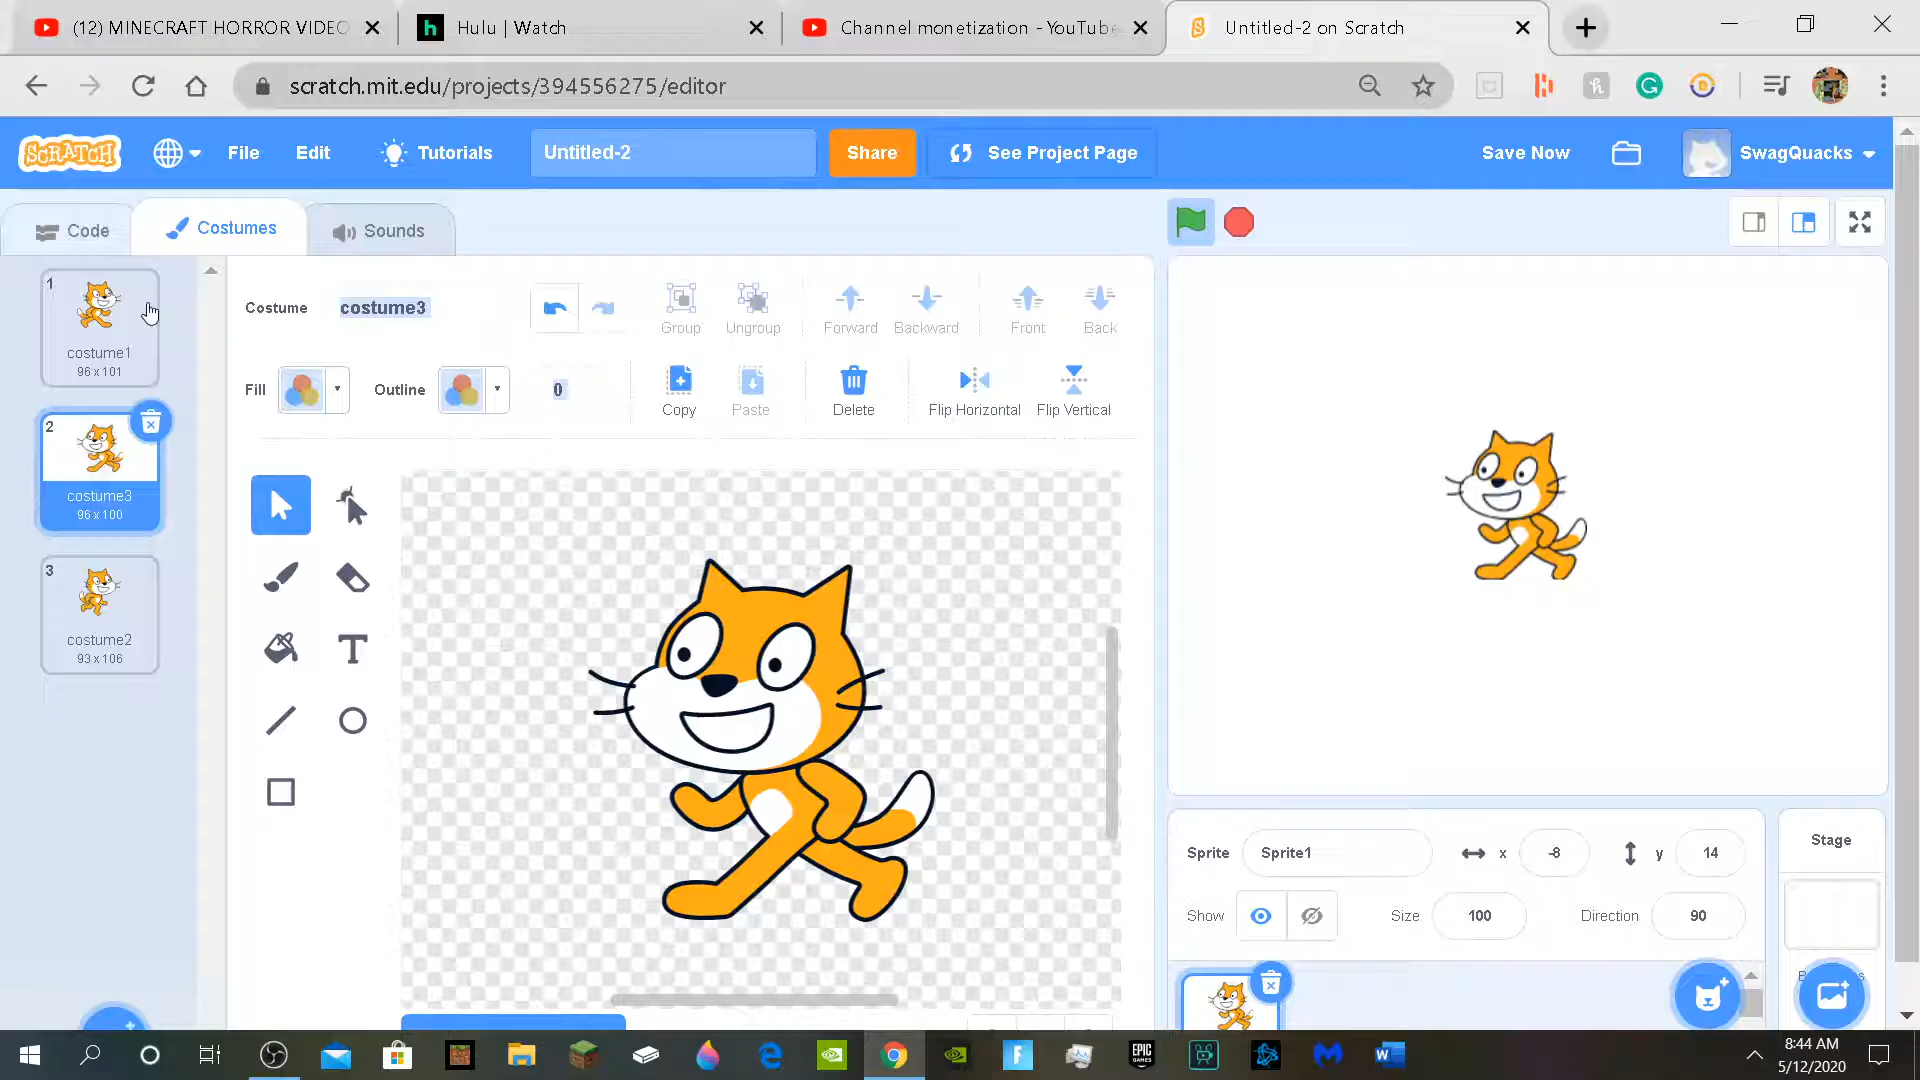 (12) MINECRAFT HORROR VIDEO
Hulu | Watch
Channel monetization - YouTube
Untitled-2 on Scratch
scratch.mit.edu/projects/394556275/editor
SCRATCH
File
Edit
Tutorials
Untitled-2
Share
See Project Page
Save Now
SwagQuacks
Code
Costumes
Sounds
1
costume1
96 x 101
2
costume3
96 x 100
3
costume2
93 x 106
Costume
costume3
Group
Ungroup
Forward
Backward
Front
Back
Fill
Outline
0
Copy
Paste
Delete
Flip Horizontal
Flip Vertical
T
Sprite
Sprite1
x
-8
y
14
Show
Size
100
Direction
90
Stage
EPIC
GAMES
8:44 AM
5/12/2020